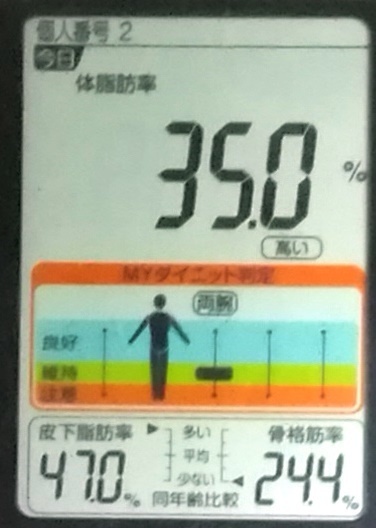 個人番号 2
今日
体脂肪率
35.0 %
高い
MYダイエット判定
両腕
良好
維持
注意
皮下脂肪率 ▶ 多い 骨格筋率
平均
少ない ◀
47.0% 同年齢比較 24.4%